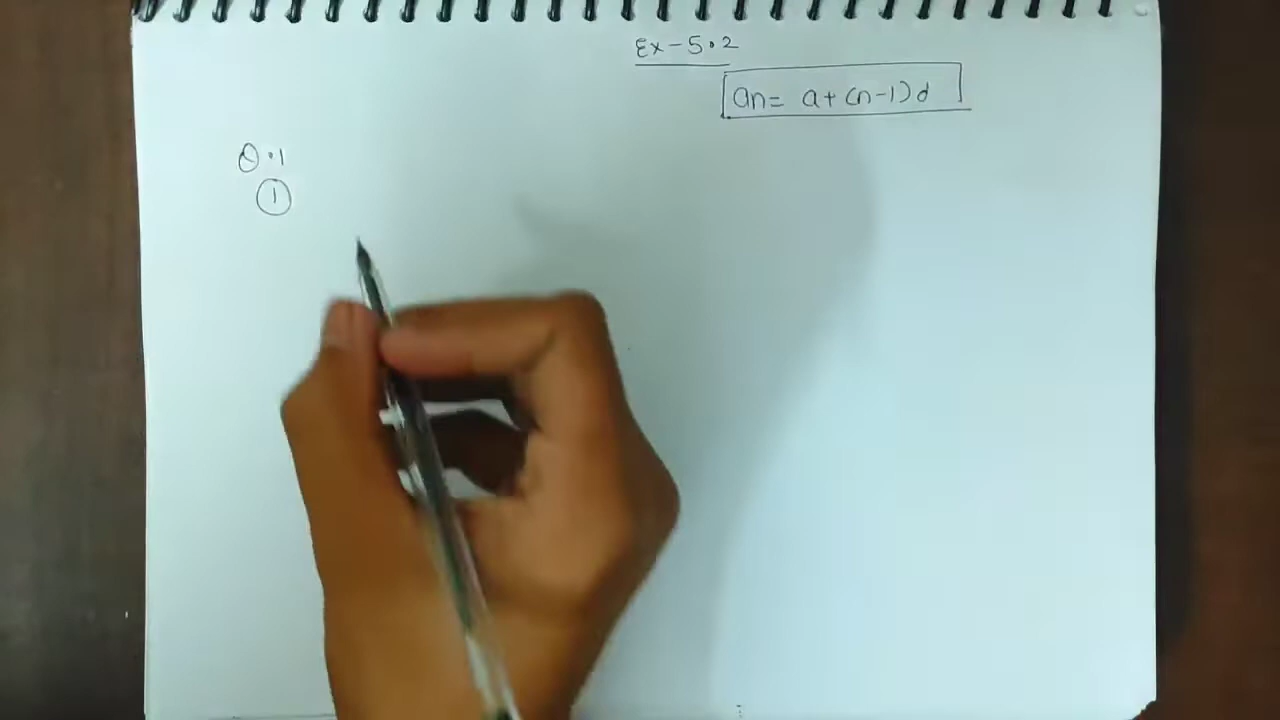 Ex-5.2
an = a+(n-1)d
Q.1
1